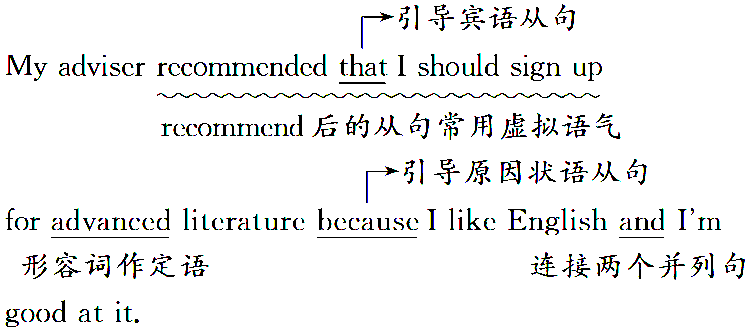 引导宾语从句
My adviser recommended that I should sign up
recommend后的从句常用虚拟语气
引导原因状语从句
for advanced literature because I like English and I'm
形容词作定语 连接两个并列句
good at it.